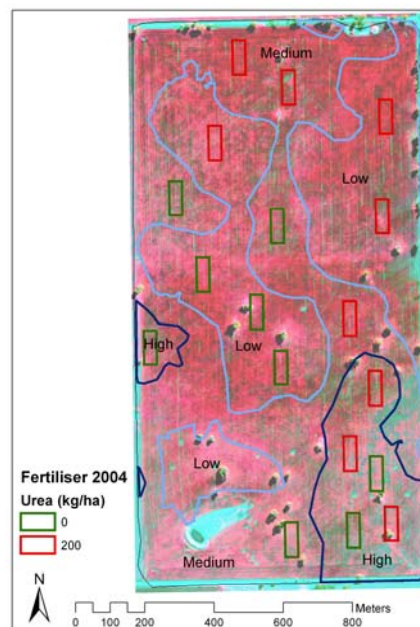 Medium
Low
High
Low
Low
Medium
High
Fertiliser 2004
Urea (kg/ha)
0
200
N
0 200 400 600 800 Meters